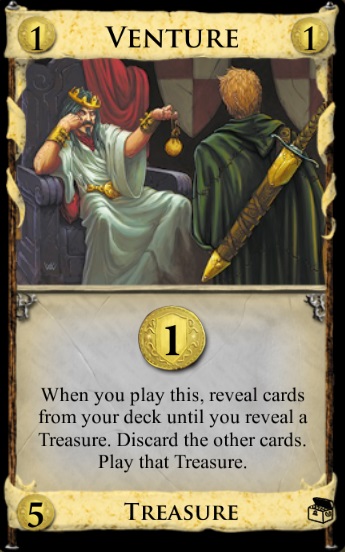 1 VENTURE 1
1
When you play this, reveal cards
from your deck until you reveal a
Treasure. Discard the other cards.
Play that Treasure.
5 TREASURE